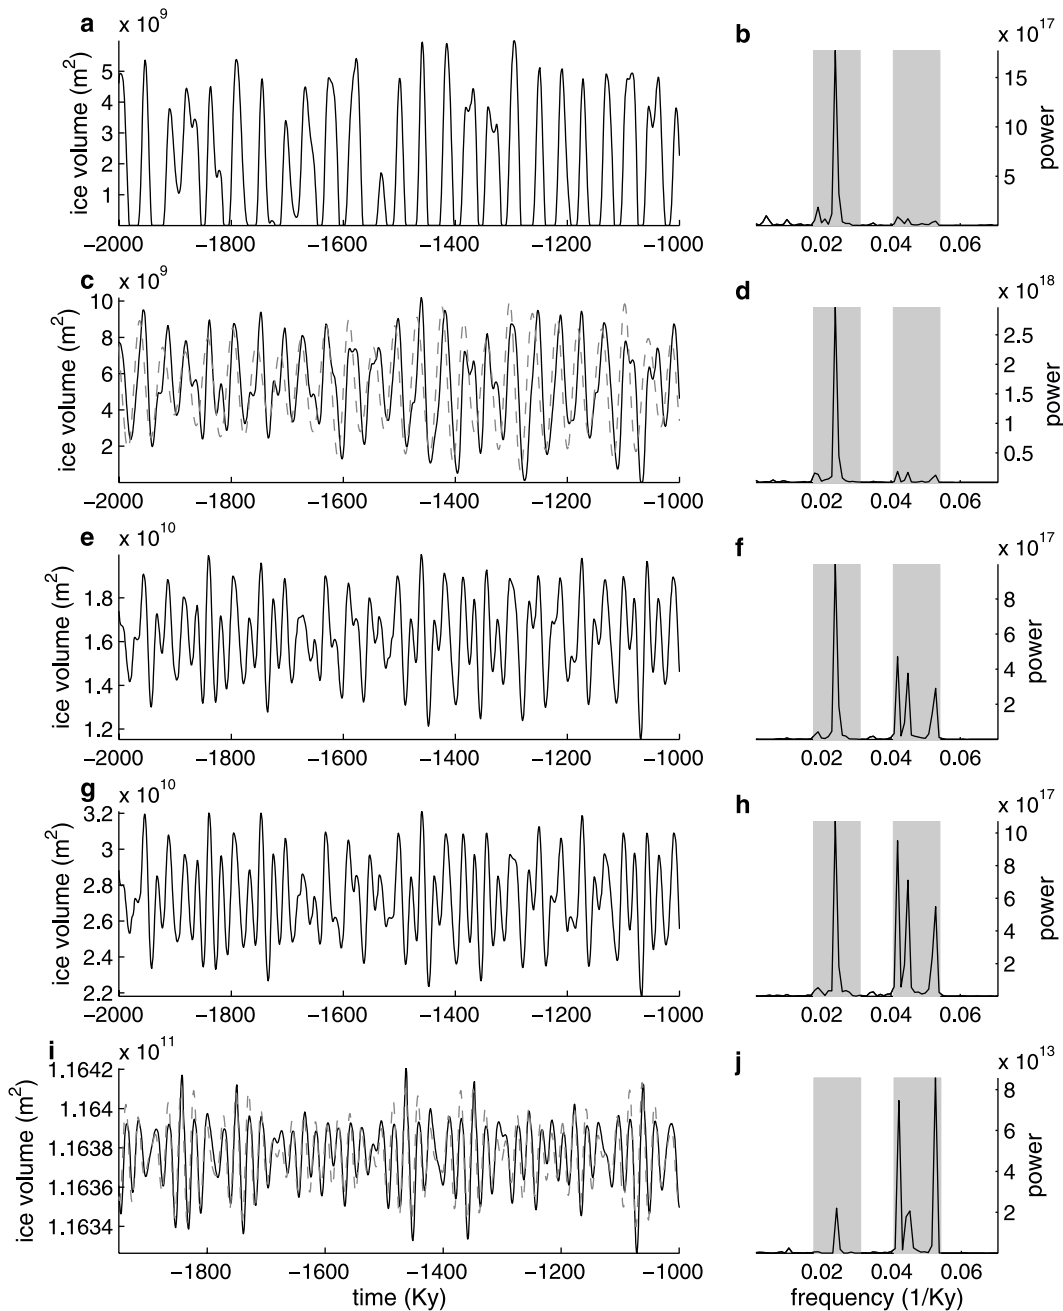 a x 10^9
ice volume (m^2)
5
4
3
2
1
−2000 −1800 −1600 −1400 −1200 −1000
b x 10^17
power
15
10
5
0.02 0.04 0.06
c x 10^9
ice volume (m^2)
10
8
6
4
2
−2000 −1800 −1600 −1400 −1200 −1000
d x 10^18
power
2.5
2
1.5
1
0.5
0.02 0.04 0.06
e x 10^10
ice volume (m^2)
1.8
1.6
1.4
1.2
−2000 −1800 −1600 −1400 −1200 −1000
f x 10^17
power
8
6
4
2
0.02 0.04 0.06
g x 10^10
ice volume (m^2)
3.2
3
2.8
2.6
2.4
2.2
−2000 −1800 −1600 −1400 −1200 −1000
h x 10^17
power
10
8
6
4
2
0.02 0.04 0.06
i x 10^11
ice volume (m^2)
1.1642
1.164
1.1638
1.1636
1.1634
−1800 −1600 −1400 −1200 −1000
time (Ky)
j x 10^13
power
8
6
4
2
0.02 0.04 0.06
frequency (1/Ky)